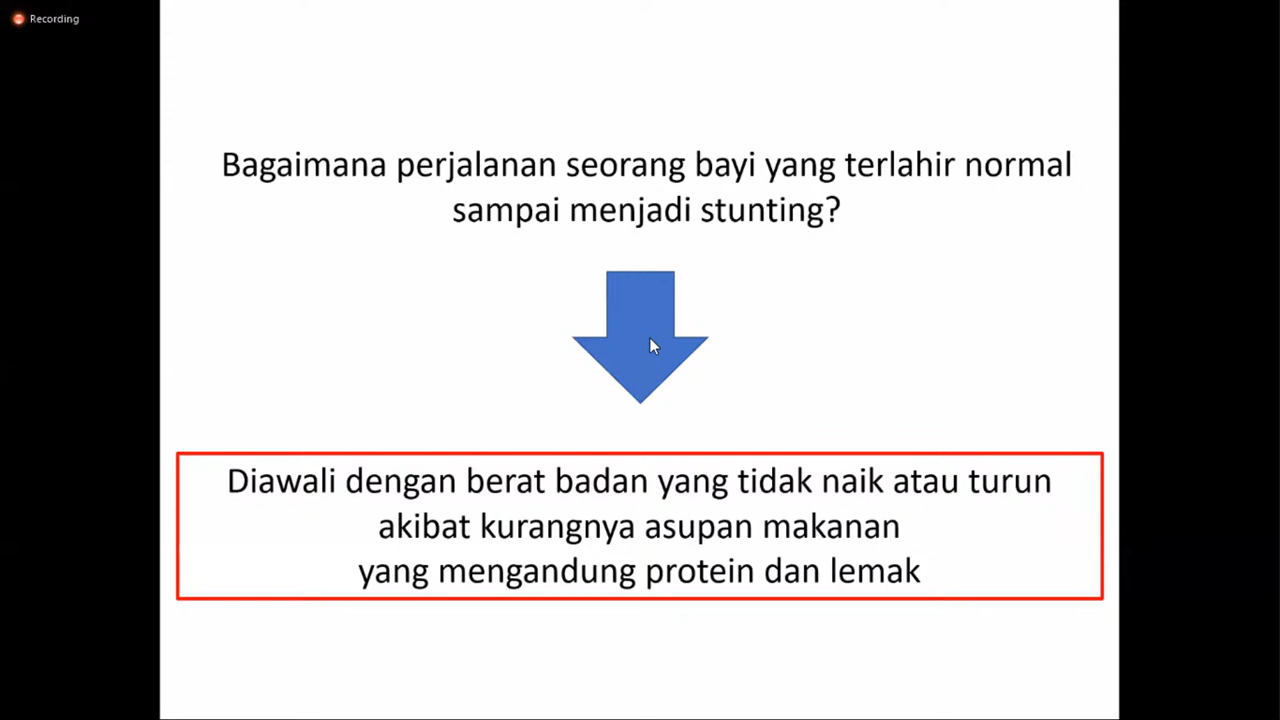 Recording
Bagaimana perjalanan seorang bayi yang terlahir normal
sampai menjadi stunting?
Diawali dengan berat badan yang tidak naik atau turun
akibat kurangnya asupan makanan
yang mengandung protein dan lemak